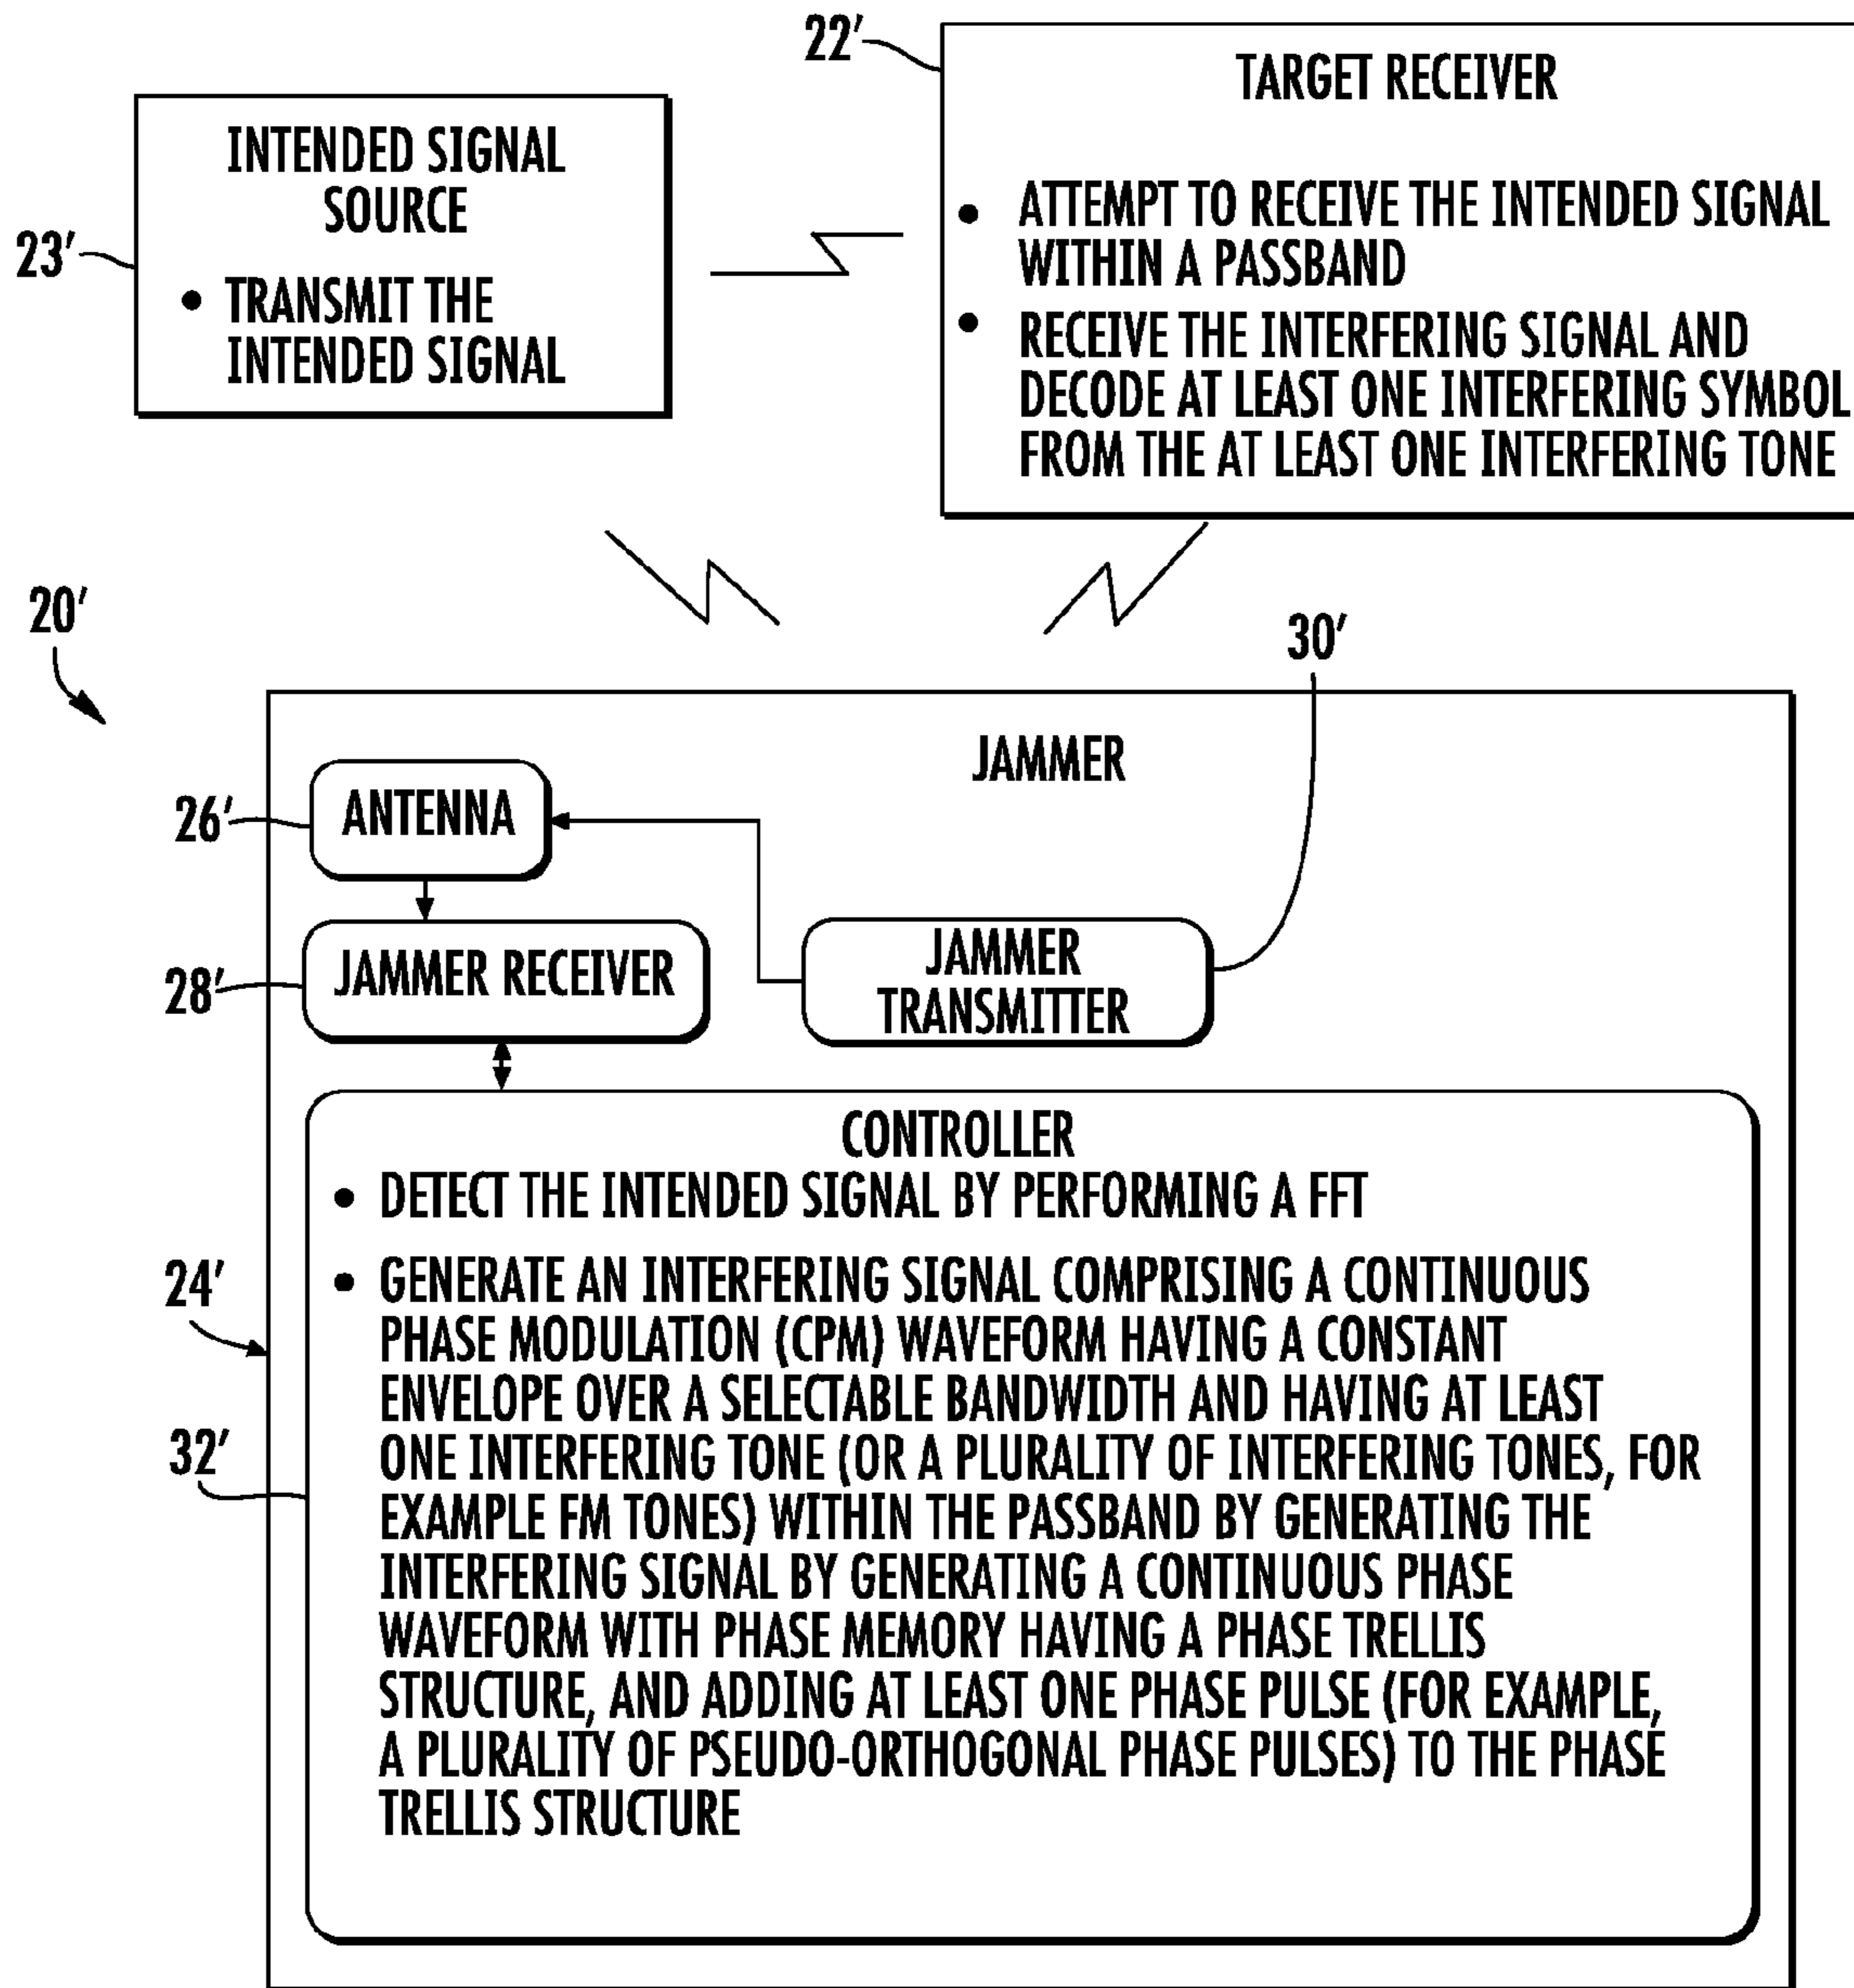 22'
TARGET RECEIVER
• ATTEMPT TO RECEIVE THE INTENDED SIGNAL
WITHIN A PASSBAND
• RECEIVE THE INTERFERING SIGNAL AND
DECODE AT LEAST ONE INTERFERING SYMBOL
FROM THE AT LEAST ONE INTERFERING TONE
INTENDED SIGNAL
SOURCE
• TRANSMIT THE
INTENDED SIGNAL
23'
20'
30'
JAMMER
ANTENNA
26'
JAMMER RECEIVER
28'
JAMMER
TRANSMITTER
CONTROLLER
• DETECT THE INTENDED SIGNAL BY PERFORMING A FFT
• GENERATE AN INTERFERING SIGNAL COMPRISING A CONTINUOUS
PHASE MODULATION (CPM) WAVEFORM HAVING A CONSTANT
ENVELOPE OVER A SELECTABLE BANDWIDTH AND HAVING AT LEAST
ONE INTERFERING TONE (OR A PLURALITY OF INTERFERING TONES, FOR
EXAMPLE FM TONES) WITHIN THE PASSBAND BY GENERATING THE
INTERFERING SIGNAL BY GENERATING A CONTINUOUS PHASE
WAVEFORM WITH PHASE MEMORY HAVING A PHASE TRELLIS
STRUCTURE, AND ADDING AT LEAST ONE PHASE PULSE (FOR EXAMPLE,
A PLURALITY OF PSEUDO-ORTHOGONAL PHASE PULSES) TO THE PHASE
TRELLIS STRUCTURE
24'
32'